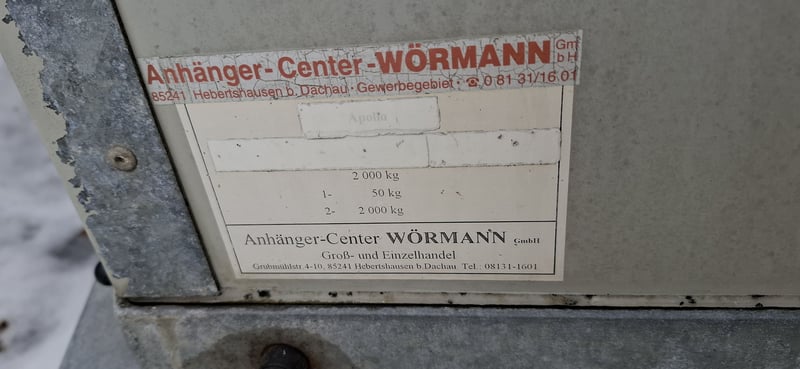 Anhänger-Center-WÖRMANN GmbH
85241 Hebertshausen b. Dachau · Gewerbegebiet · ☎ 0 81 31/16 01
Apollo
2 000 kg
1- 50 kg
2- 2 000 kg
Anhänger-Center WÖRMANN GmbH
Groß- und Einzelhandel
Grubmühlstr.4-10, 85241 Hebertshausen b.Dachau Tel.: 08131-1601